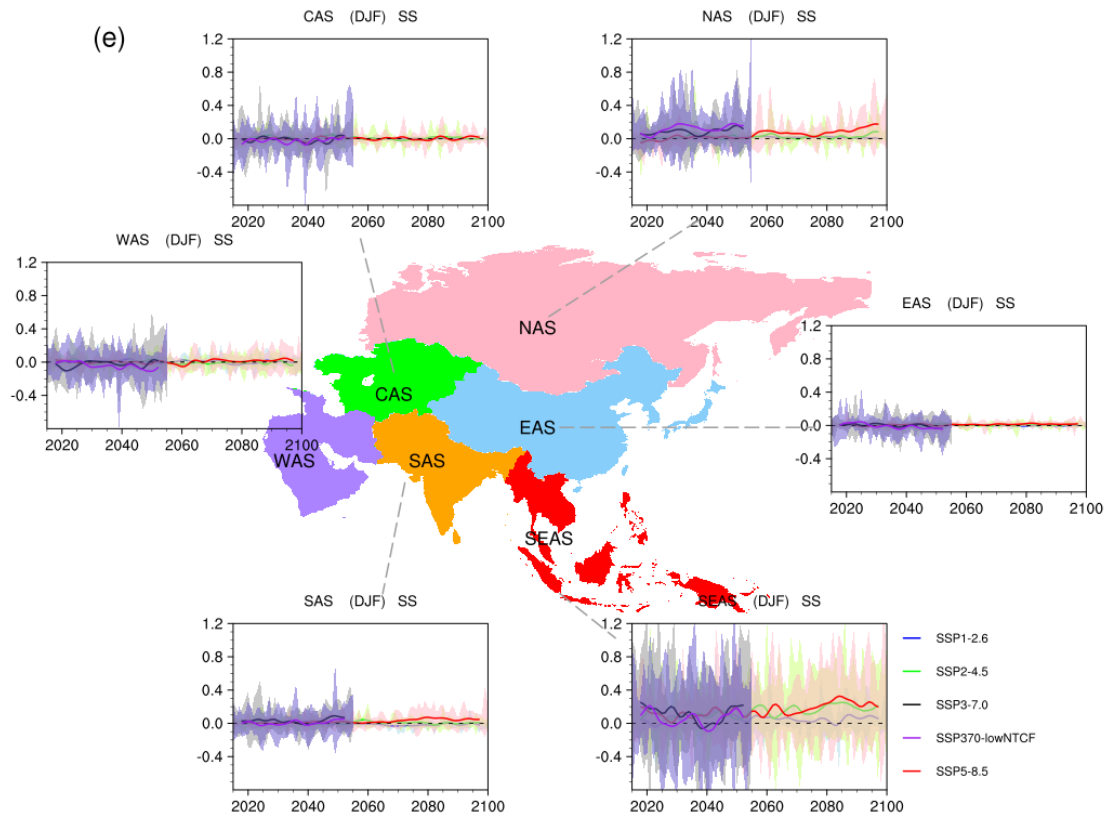 (e)
CAS (DJF) SS
1.2
0.8
0.4
0.0
-0.4
2020 2040 2060 2080 2100
NAS (DJF) SS
1.2
0.8
0.4
0.0
-0.4
2020 2040 2060 2080 2100
WAS (DJF) SS
1.2
0.8
0.4
0.0
-0.4
2020 2040 2060 2080 2100
EAS (DJF) SS
1.2
0.8
0.4
0.0
-0.4
2020 2040 2060 2080 2100
NAS
CAS
EAS
WAS
SAS
SEAS
SAS (DJF) SS
1.2
0.8
0.4
0.0
-0.4
2020 2040 2060 2080 2100
SEAS (DJF) SS
1.2
0.8
0.4
0.0
-0.4
2020 2040 2060 2080 2100
SSP1-2.6
SSP2-4.5
SSP3-7.0
SSP370-lowNTCF
SSP5-8.5